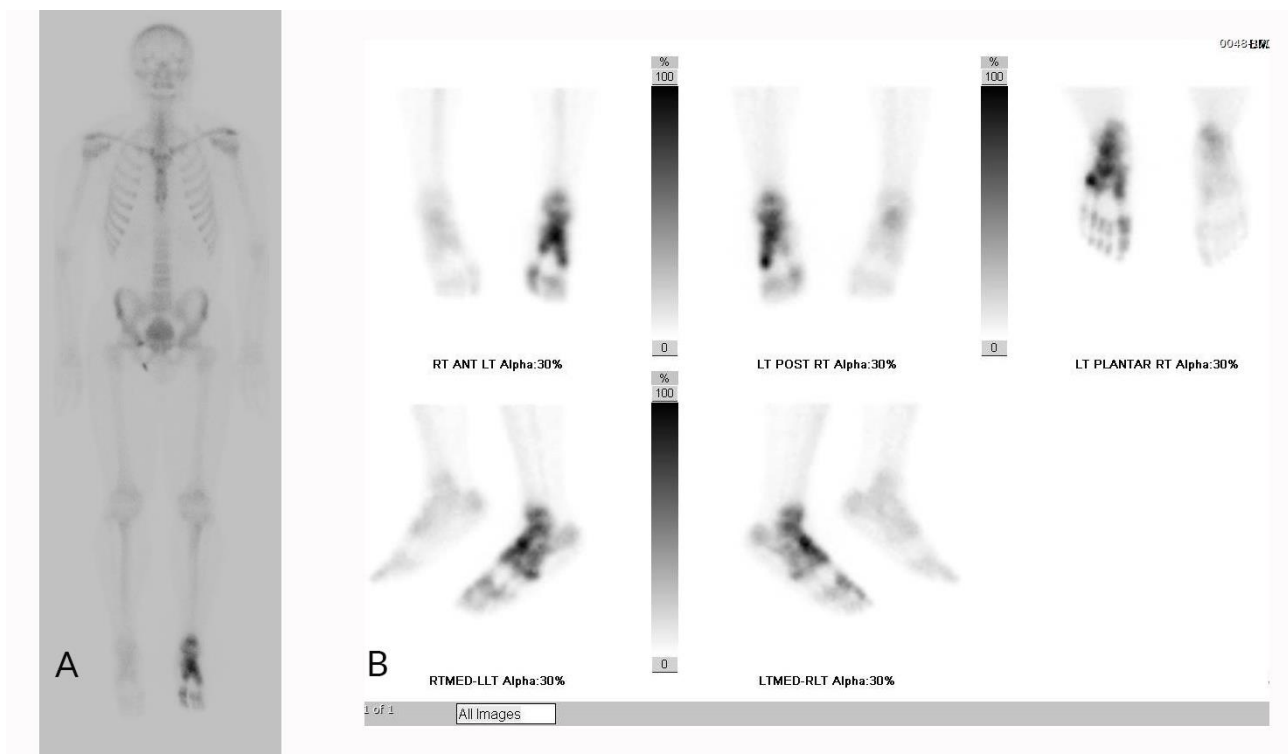 0048
%
100
%
100
0
0
RT ANT LT Alpha:30%
LT POST RT Alpha:30%
LT PLANTAR RT Alpha:30%
%
100
A
B
0
RTMED-LLT Alpha:30%
LTMED-RLT Alpha:30%
1 of 1
All Images